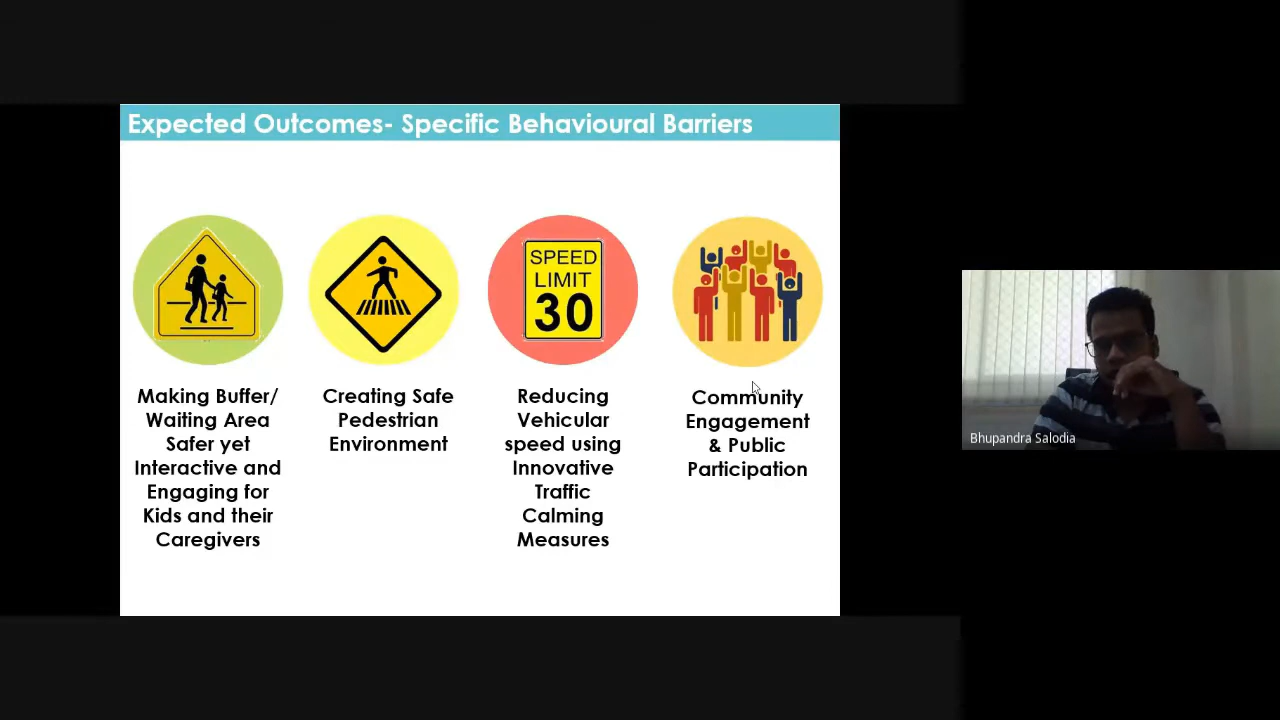 Expected Outcomes- Specific Behavioural Barriers
SPEED
LIMIT
30
Making Buffer/
Waiting Area
Safer yet
Interactive and
Engaging for
Kids and their
Caregivers
Creating Safe
Pedestrian
Environment
Reducing
Vehicular
speed using
Innovative
Traffic
Calming
Measures
Community
Engagement
& Public
Participation
Bhupandra Salodia